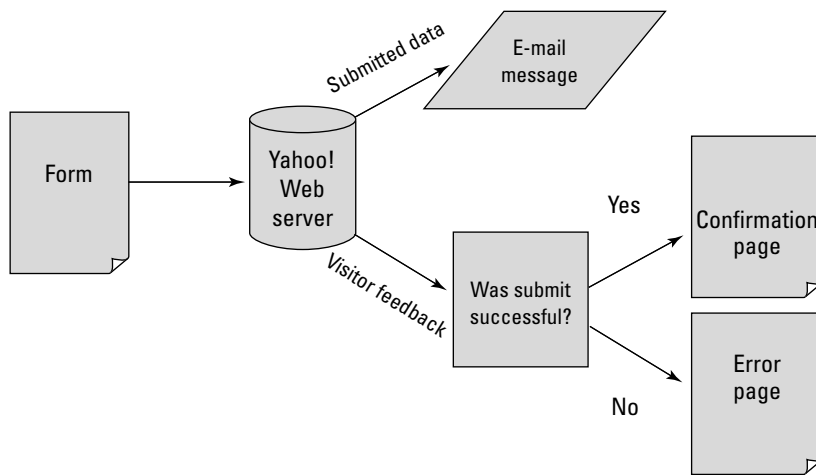 Form
Yahoo!
Web
server
Submitted data
E-mail
message
Visitor feedback
Was submit
successful?
Yes
Confirmation
page
No
Error
page